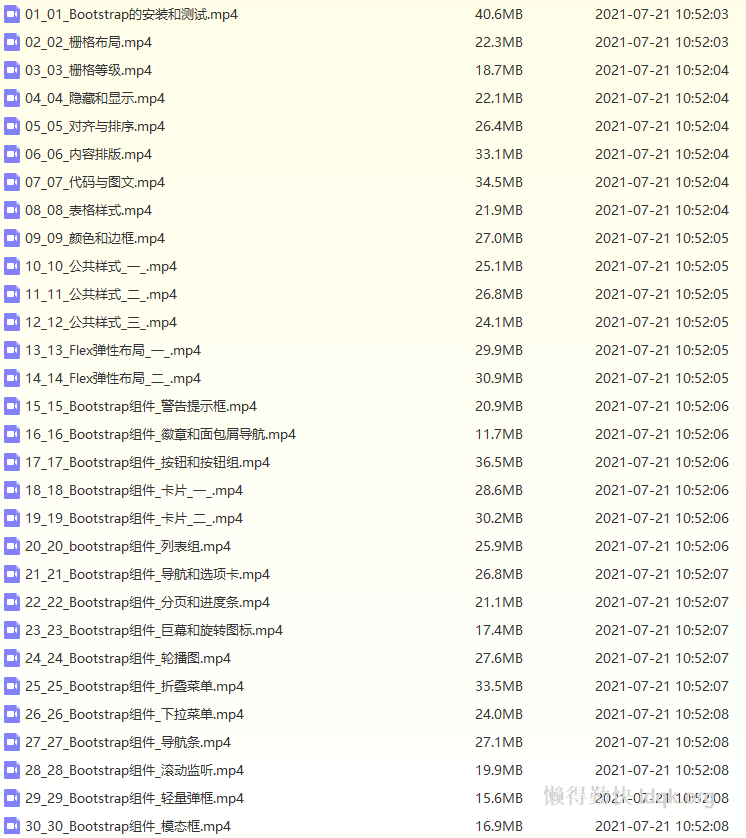 01_01_Bootstrap的安装和测试.mp4 40.6MB 2021-07-21 10:52:03
02_02_栅格布局.mp4 22.3MB 2021-07-21 10:52:03
03_03_栅格等级.mp4 18.7MB 2021-07-21 10:52:04
04_04_隐藏和显示.mp4 22.1MB 2021-07-21 10:52:04
05_05_对齐与排序.mp4 26.4MB 2021-07-21 10:52:04
06_06_内容排版.mp4 33.1MB 2021-07-21 10:52:04
07_07_代码与图文.mp4 34.5MB 2021-07-21 10:52:04
08_08_表格样式.mp4 21.9MB 2021-07-21 10:52:04
09_09_颜色和边框.mp4 27.0MB 2021-07-21 10:52:05
10_10_公共样式_一_.mp4 25.1MB 2021-07-21 10:52:05
11_11_公共样式_二_.mp4 26.8MB 2021-07-21 10:52:05
12_12_公共样式_三_.mp4 24.1MB 2021-07-21 10:52:05
13_13_Flex弹性布局_一_.mp4 29.9MB 2021-07-21 10:52:05
14_14_Flex弹性布局_二_.mp4 30.9MB 2021-07-21 10:52:05
15_15_Bootstrap组件_警告提示框.mp4 20.9MB 2021-07-21 10:52:06
16_16_Bootstrap组件_徽章和面包屑导航.mp4 11.7MB 2021-07-21 10:52:06
17_17_Bootstrap组件_按钮和按钮组.mp4 36.5MB 2021-07-21 10:52:06
18_18_Bootstrap组件_卡片_一_.mp4 28.6MB 2021-07-21 10:52:06
19_19_Bootstrap组件_卡片_二_.mp4 30.2MB 2021-07-21 10:52:06
20_20_bootstrap组件_列表组.mp4 25.9MB 2021-07-21 10:52:06
21_21_Bootstrap组件_导航和选项卡.mp4 26.8MB 2021-07-21 10:52:07
22_22_Bootstrap组件_分页和进度条.mp4 21.1MB 2021-07-21 10:52:07
23_23_Bootstrap组件_巨幕和旋转图标.mp4 17.4MB 2021-07-21 10:52:07
24_24_Bootstrap组件_轮播图.mp4 27.6MB 2021-07-21 10:52:07
25_25_Bootstrap组件_折叠菜单.mp4 33.5MB 2021-07-21 10:52:07
26_26_Bootstrap组件_下拉菜单.mp4 24.0MB 2021-07-21 10:52:08
27_27_Bootstrap组件_导航条.mp4 27.1MB 2021-07-21 10:52:08
28_28_Bootstrap组件_滚动监听.mp4 19.9MB 2021-07-21 10:52:08
29_29_Bootstrap组件_轻量弹框.mp4 15.6MB 2021-07-21 10:52:08
懒得勤快 ldqk.org
30_30_Bootstrap组件_模态框.mp4 16.9MB 2021-07-21 10:52:08